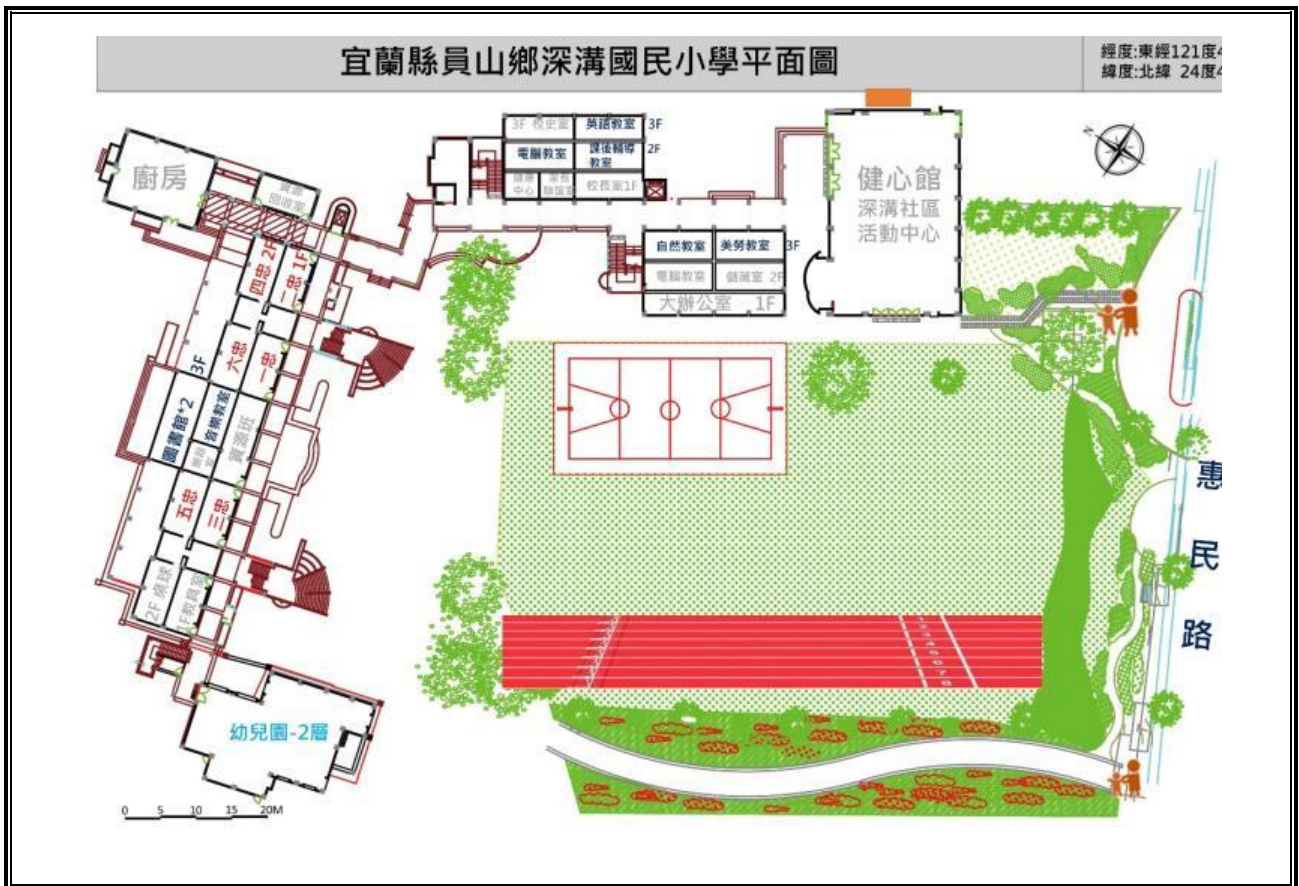 宜蘭縣員山鄉深溝國民小學平面圖
經度:東經121度4
緯度:北緯 24度4
N
廚房
資源
回收室
3F 校史室
英語教室 3F
電腦教室
課後輔導
教室
2F
健康
中心
校長室1F
自然教室
美勞教室 3F
電腦教室
儲藏室 2F
大辦公室 1F
健心館
深溝社區
活動中心
四忠 2F
二忠 1F
六忠
一忠
3F
圖書館*2
音樂教室
資源班
五忠
三忠
2F 桌球
1F教具室
幼兒園-2層
惠
民
路
0 5 10 15 20M